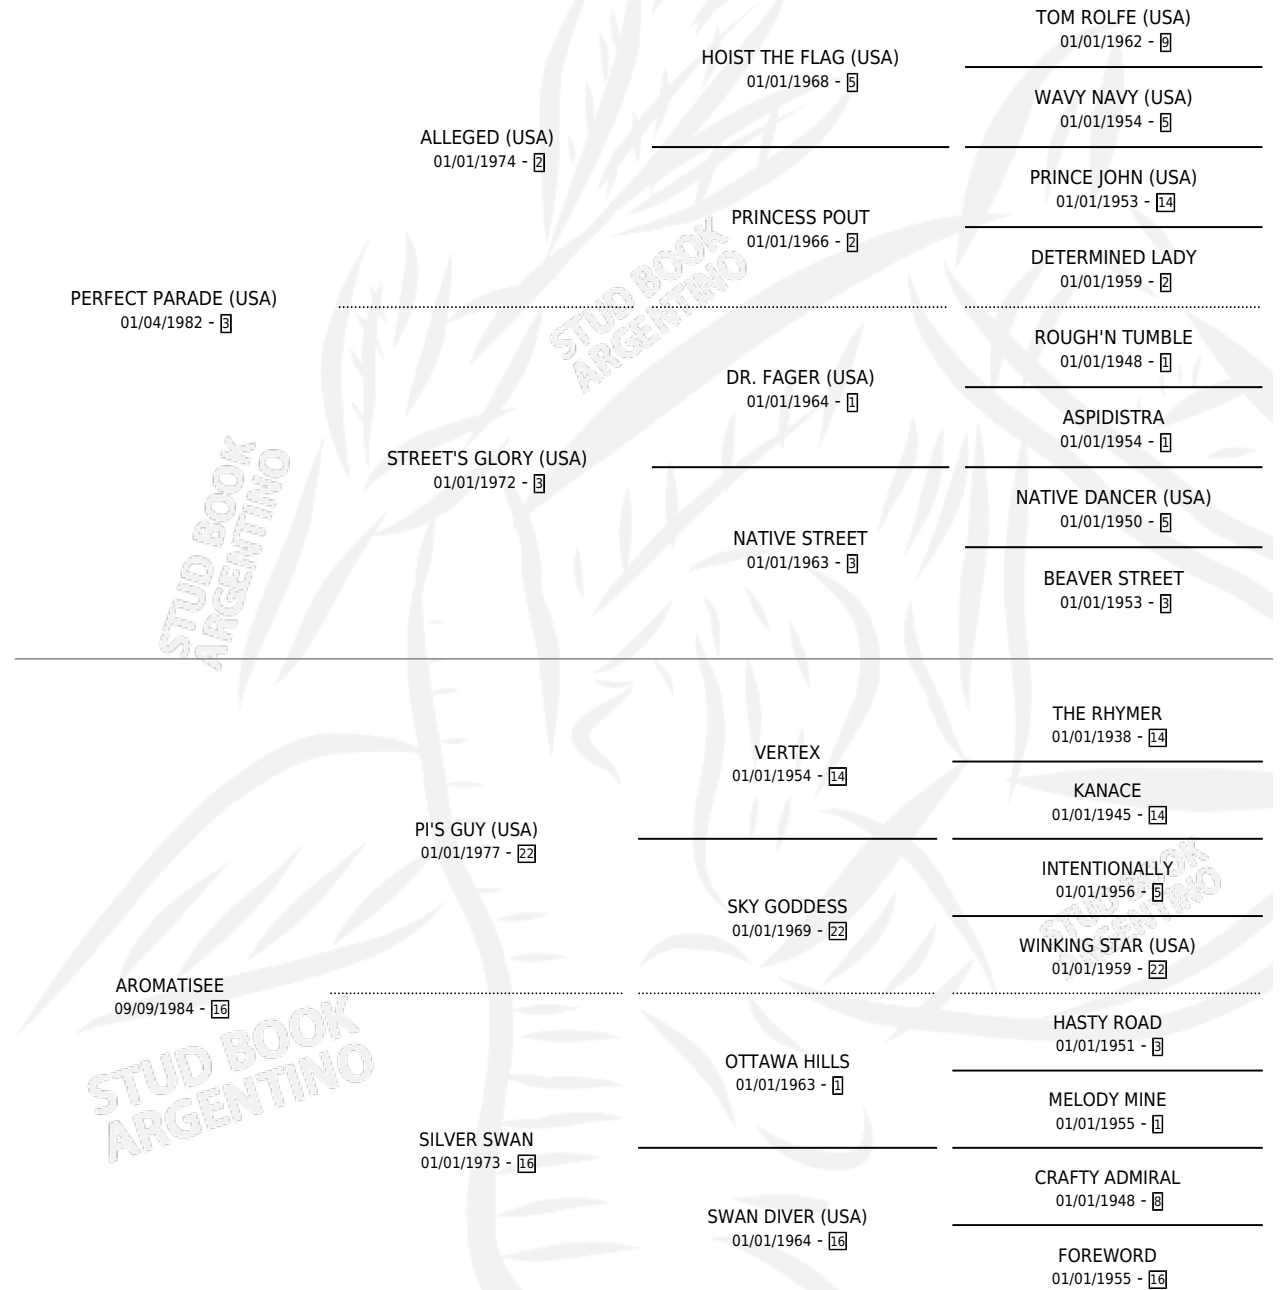 TOM ROLFE (USA)
01/01/1962 - 9
HOIST THE FLAG (USA)
01/01/1968 - 5
WAVY NAVY (USA)
01/01/1954 - 5
ALLEGED (USA)
01/01/1974 - 2
PRINCE JOHN (USA)
01/01/1953 - 14
PRINCESS POUT
01/01/1966 - 2
DETERMINED LADY
01/01/1959 - 2
STUD BOOK
ARGENTINO
PERFECT PARADE (USA)
01/04/1982 - 3
ROUGH'N TUMBLE
01/01/1948 - 1
DR. FAGER (USA)
01/01/1964 - 1
ASPIDISTRA
01/01/1954 - 1
STREET'S GLORY (USA)
01/01/1972 - 3
NATIVE DANCER (USA)
01/01/1950 - 5
NATIVE STREET
01/01/1963 - 3
BEAVER STREET
01/01/1953 - 3
STUD BOOK
ARGENTINO
THE RHYMER
01/01/1938 - 14
VERTEX
01/01/1954 - 14
KANACE
01/01/1945 - 14
PI'S GUY (USA)
01/01/1977 - 22
INTENTIONALLY
01/01/1956 - 5
SKY GODDESS
01/01/1969 - 22
WINKING STAR (USA)
01/01/1959 - 22
STUD BOOK
ARGENTINO
AROMATISEE
09/09/1984 - 16
HASTY ROAD
01/01/1951 - 3
OTTAWA HILLS
01/01/1963 - 1
MELODY MINE
01/01/1955 - 1
STUD BOOK
ARGENTINO
SILVER SWAN
01/01/1973 - 16
CRAFTY ADMIRAL
01/01/1948 - 8
SWAN DIVER (USA)
01/01/1964 - 16
FOREWORD
01/01/1955 - 16